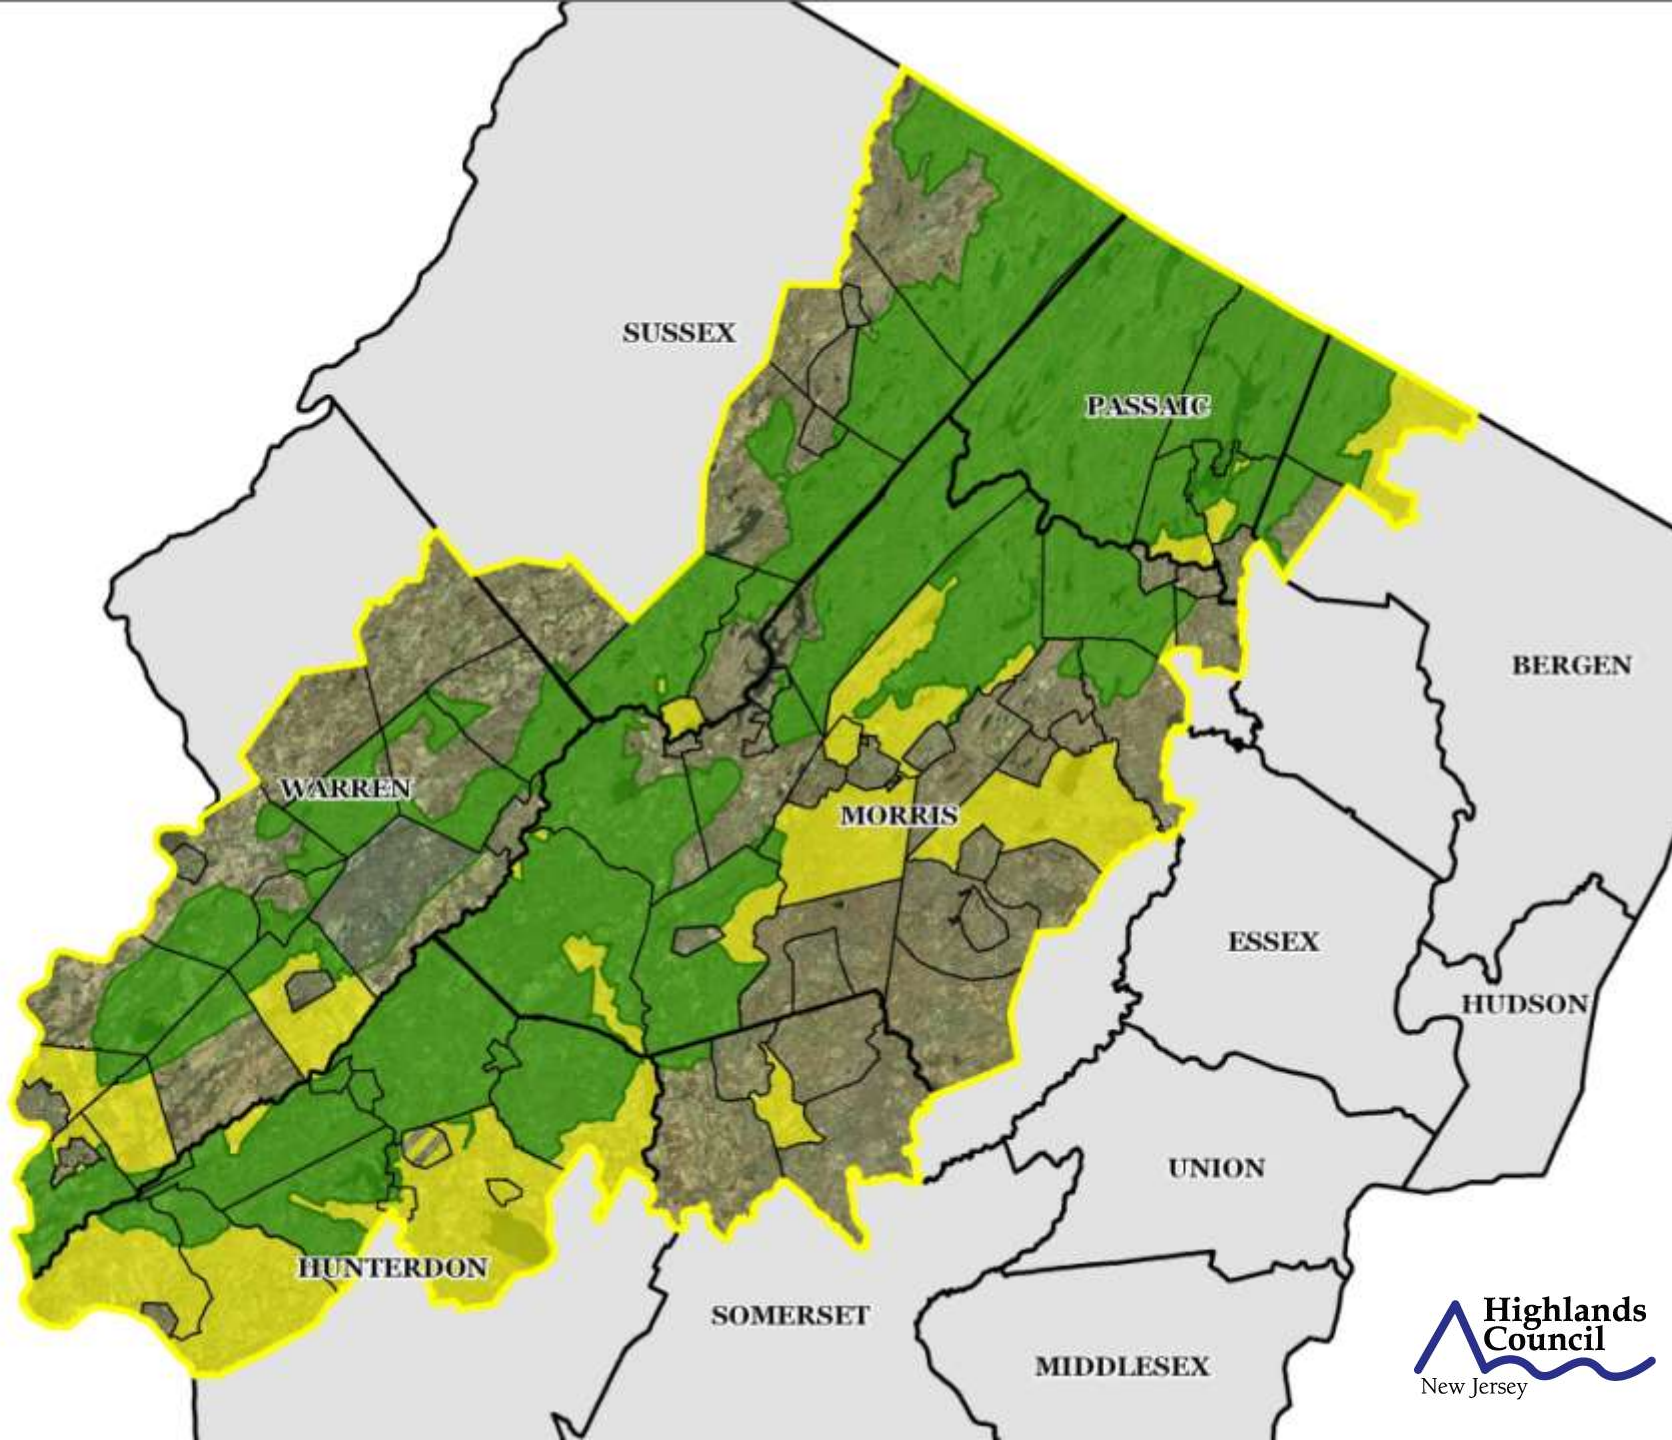 SUSSEX
PASSAIC
BERGEN
WARREN
MORRIS
ESSEX
HUDSON
UNION
HUNTERDON
SOMERSET
MIDDLESEX
Highlands
Council
New Jersey